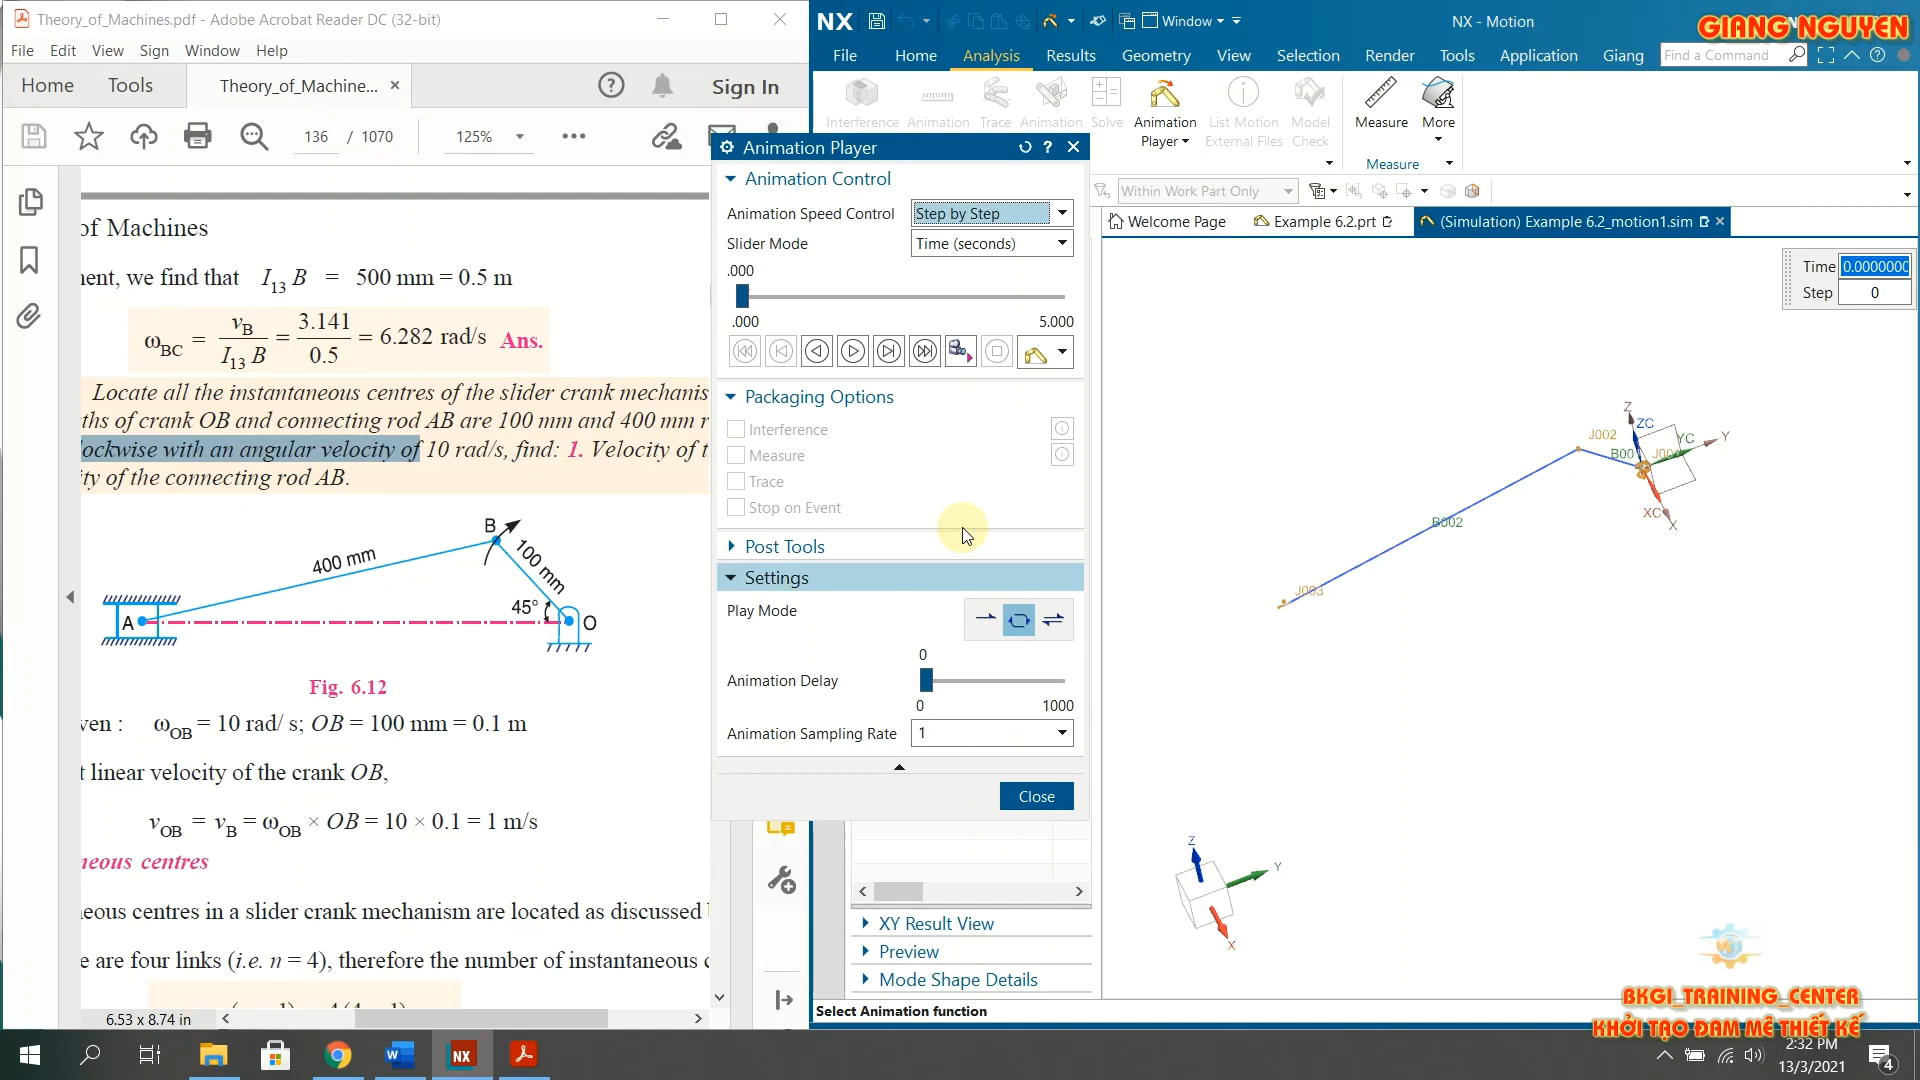 Theory_of_Machines.pdf - Adobe Acrobat Reader DC (32-bit)
File Edit View Sign Window Help
Home Tools Theory_of_Machine... × Sign In
136 / 1070 125%
of Machines
nent, we find that I13 B = 500 mm = 0.5 m
ωBC = vB / I13 B = 3.141 / 0.5 = 6.282 rad/s Ans.
Locate all the instantaneous centres of the slider crank mechanis
ths of crank OB and connecting rod AB are 100 mm and 400 mm r
ockwise with an angular velocity of 10 rad/s, find: 1. Velocity of t
ity of the connecting rod AB.
B
400 mm
100 mm
45°
A
O
Fig. 6.12
ven : ωOB = 10 rad/ s; OB = 100 mm = 0.1 m
t linear velocity of the crank OB,
vOB = vB = ωOB × OB = 10 × 0.1 = 1 m/s
neous centres
eous centres in a slider crank mechanism are located as discussed
e are four links (i.e. n = 4), therefore the number of instantaneous c
6.53 x 8.74 in
NX Window NX - Motion
GIANG NGUYEN
File Home Analysis Results Geometry View Selection Render Tools Application Giang Find a Command
Interference Animation Trace Animation Solve Animation Player List Motion External Files Model Check Measure More
Measure
Within Work Part Only
Welcome Page Example 6.2.prt (Simulation) Example 6.2_motion1.sim
Animation Player
Animation Control
Animation Speed Control Step by Step
Slider Mode Time (seconds)
.000
.000 5.000
Packaging Options
Interference
Measure
Trace
Stop on Event
Post Tools
Settings
Play Mode
0
Animation Delay
0 1000
Animation Sampling Rate 1
Close
XY Result View
Preview
Mode Shape Details
Select Animation function
Time 0.0000000
Step 0
Z
ZC
YC
Y
J002
B001
XC
X
B002
J003
Z
Y
X
BKGI_TRAINING_CENTER
KHỞI TẠO ĐAM MÊ THIẾT KẾ
2:32 PM
13/3/2021
4